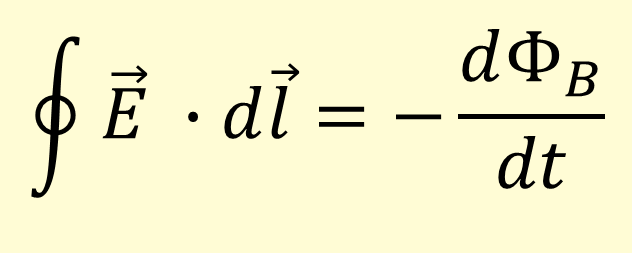 ∮ E⃗ · dl⃗ = − dΦ_B/dt